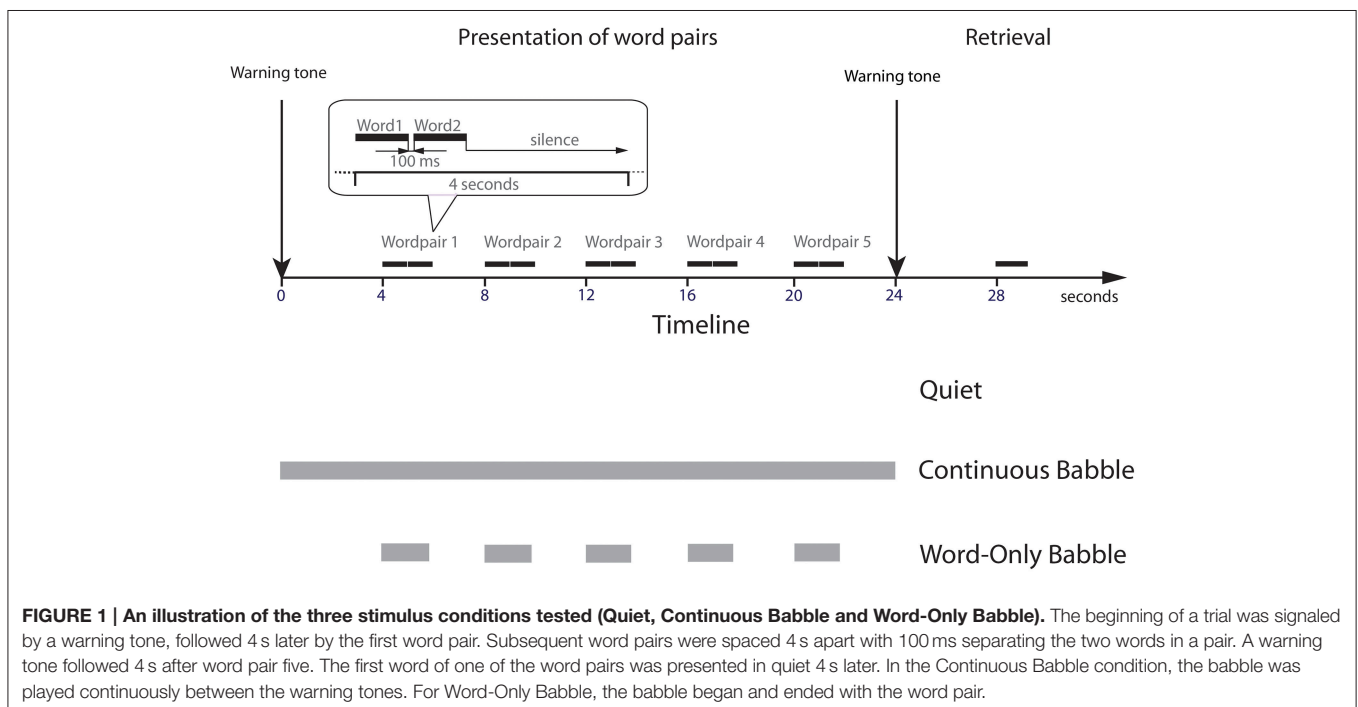 Presentation of word pairs
Retrieval
Warning tone
Warning tone
Word1 Word2
silence
100 ms
4 seconds
Wordpair 1 Wordpair 2 Wordpair 3 Wordpair 4 Wordpair 5
0 4 8 12 16 20 24 28 seconds
Timeline
Quiet
Continuous Babble
Word-Only Babble
FIGURE 1 | An illustration of the three stimulus conditions tested (Quiet, Continuous Babble and Word-Only Babble). The beginning of a trial was signaled
by a warning tone, followed 4 s later by the first word pair. Subsequent word pairs were spaced 4 s apart with 100 ms separating the two words in a pair. A warning
tone followed 4 s after word pair five. The first word of one of the word pairs was presented in quiet 4 s later. In the Continuous Babble condition, the babble was
played continuously between the warning tones. For Word-Only Babble, the babble began and ended with the word pair.